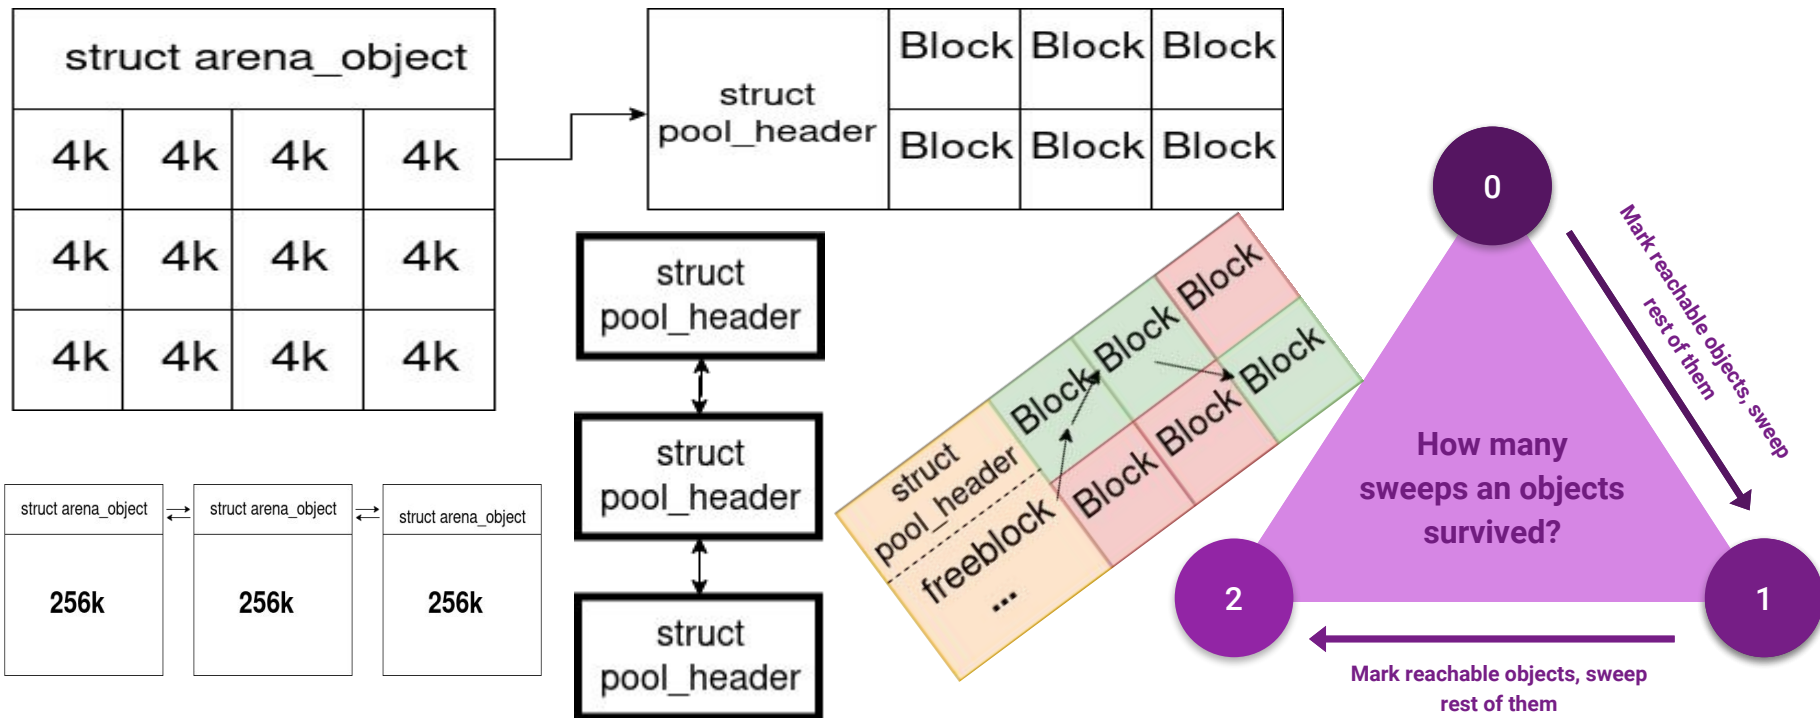 struct arena_object
4k 4k 4k 4k
4k 4k 4k 4k
4k 4k 4k 4k
struct
pool_header
Block Block Block
Block Block Block
struct arena_object
256k
struct arena_object
256k
struct arena_object
256k
struct
pool_header
struct
pool_header
struct
pool_header
struct
pool_header
freeblock
...
Block Block Block
Block Block Block
0
Mark reachable objects, sweep
rest of them
1
Mark reachable objects, sweep
rest of them
2
How many
sweeps an objects
survived?